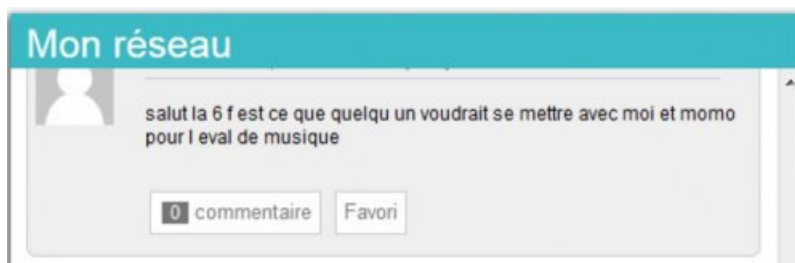 Mon réseau
salut la 6 f est ce que quelqu un voudrait se mettre avec moi et momo
pour l eval de musique
0 commentaire Favori